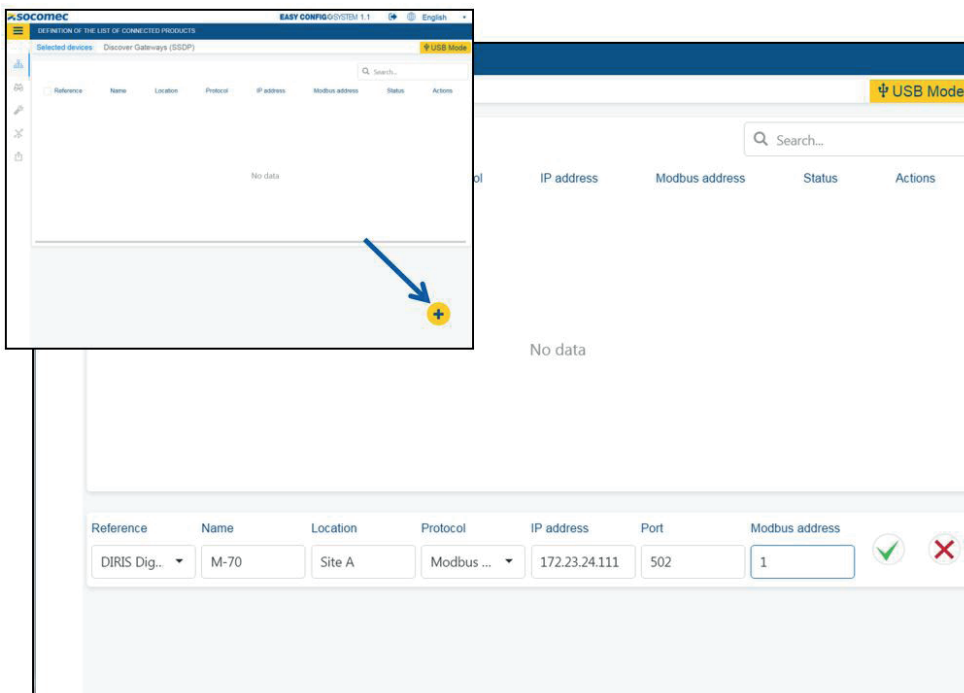 socomec EASY CONFIG SYSTEM 1.1 English
DEFINITION OF THE LIST OF CONNECTED PRODUCTS
Selected devices Discover Gateways (SSDP) USB Mode
Search...
Reference Name Location Protocol IP address Modbus address Status Actions
No data
USB Mode
Search...
ol IP address Modbus address Status Actions
No data
Reference Name Location Protocol IP address Port Modbus address
DIRIS Dig... M-70 Site A Modbus ... 172.23.24.111 502 1